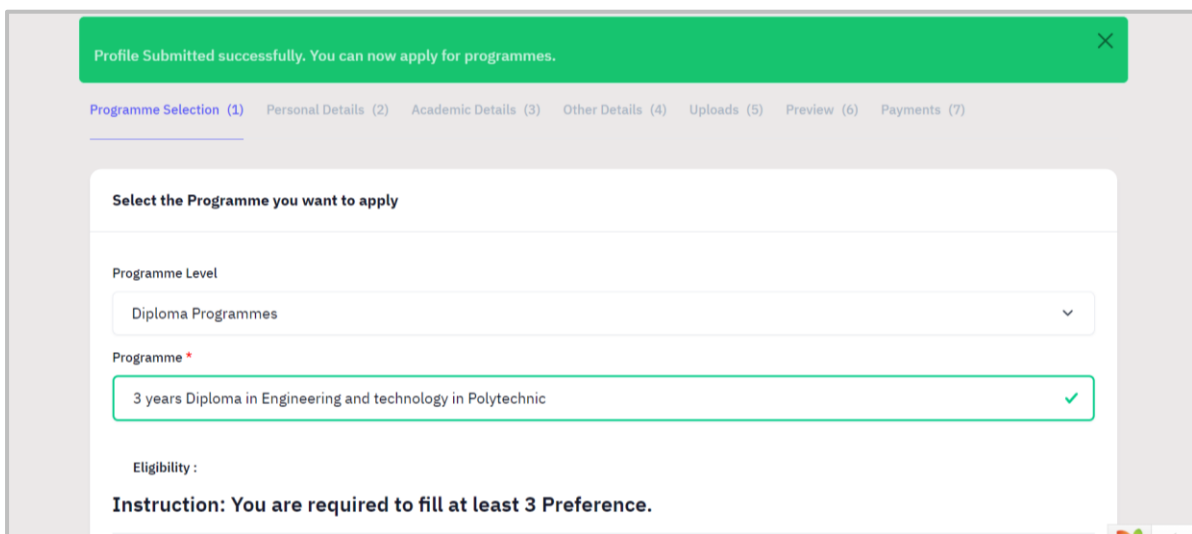 Profile Submitted successfully. You can now apply for programmes.
Programme Selection (1) Personal Details (2) Academic Details (3) Other Details (4) Uploads (5) Preview (6) Payments (7)
Select the Programme you want to apply
Programme Level
Diploma Programmes
Programme *
3 years Diploma in Engineering and technology in Polytechnic
Eligibility :
Instruction: You are required to fill at least 3 Preference.